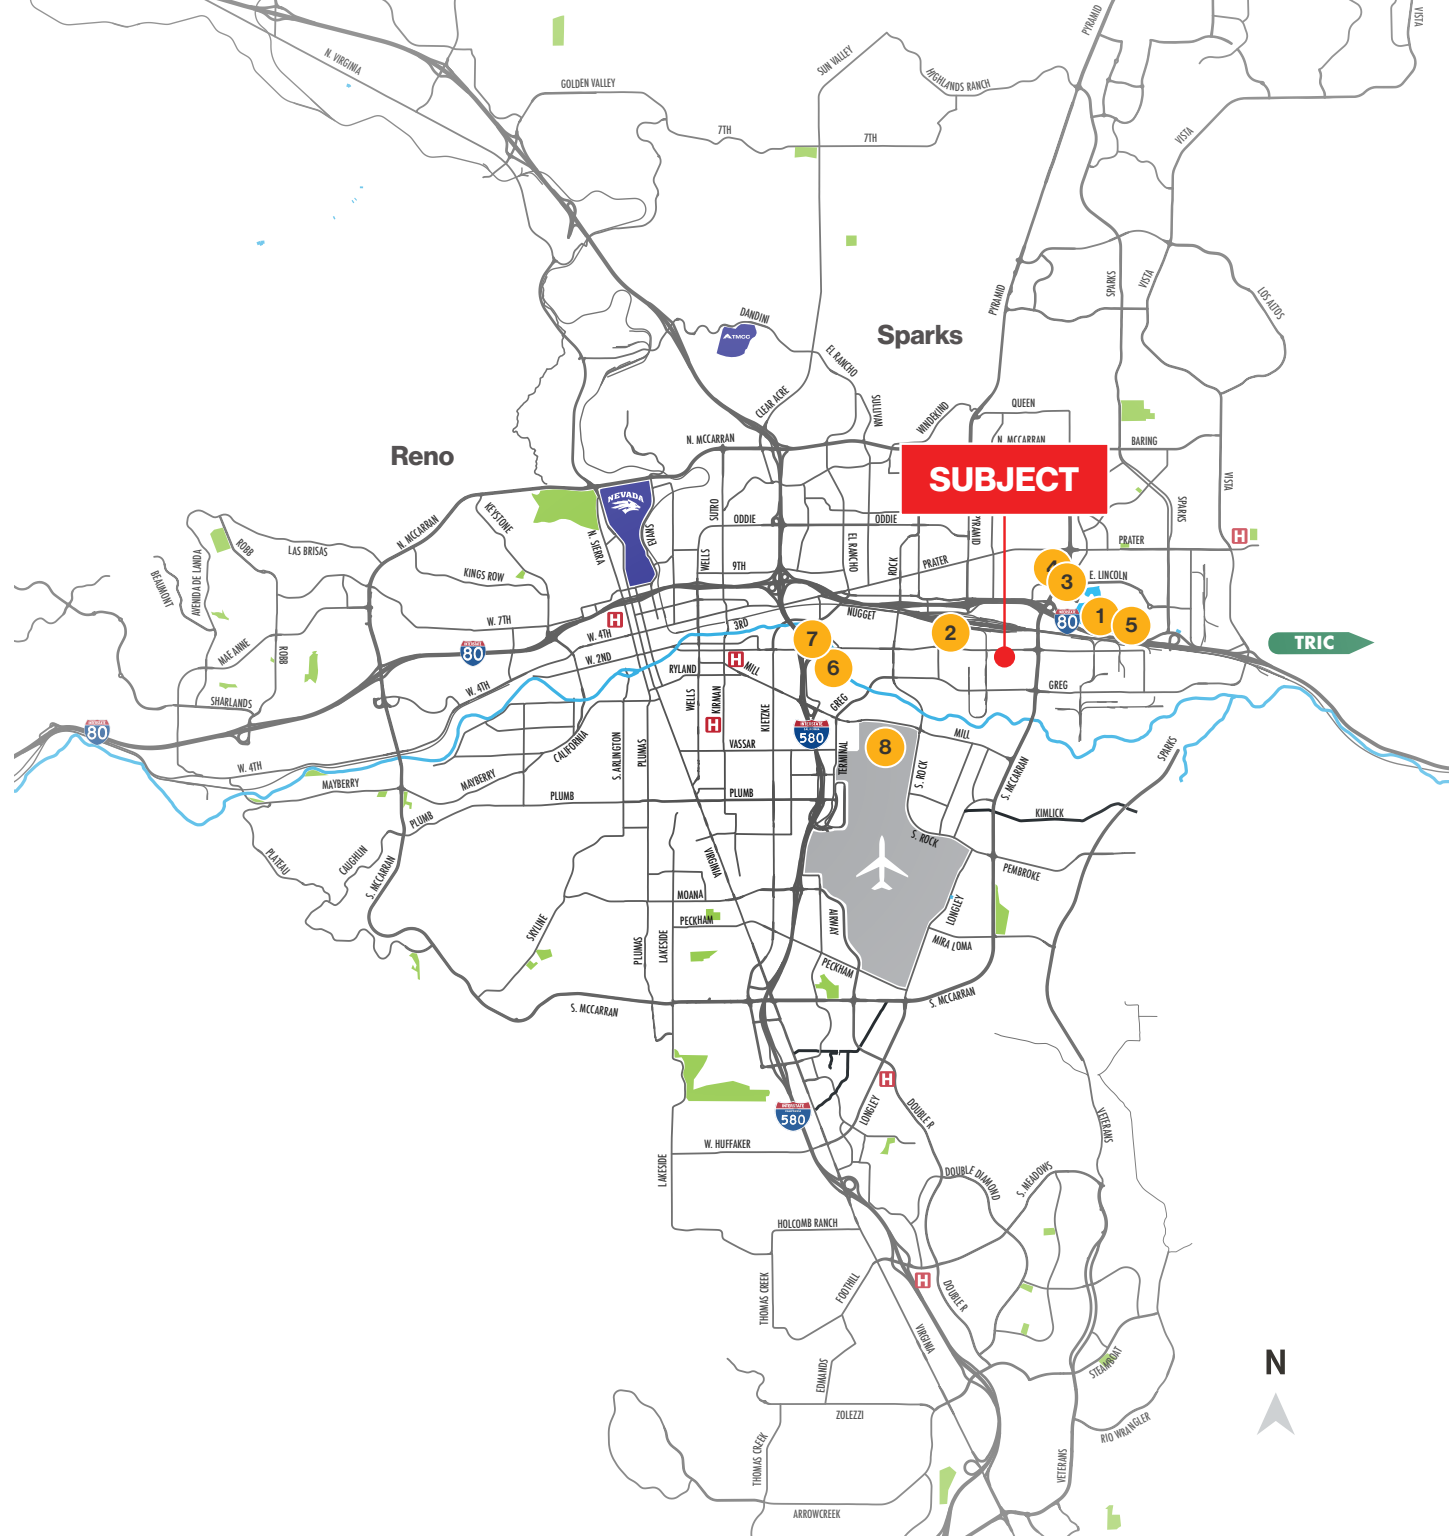 PYRAMID
VISTA
N. VIRGINIA
SUN VALLEY
HIGHLANDS RANCH
GOLDEN VALLEY
7TH
7TH
VISTA
SPARKS
VISTA
PYRAMID
LOS ALTOS
DANDINI
TMCC
Sparks
EL RANCHO
CLEAR ACRE
SULLIVAN
WINDEKIND
QUEEN
N. MCCARRAN
N. MCCARRAN
BARING
Reno
SUBJECT
VISTA
NEVADA
KEYSTONE
N. MCCARRAN
SUTRO
ODDIE
ODDIE
SPARKS
PYRAMID
EVANS
N. SIERRA
ROBB
LAS BRISAS
WELLS
EL RANCHO
ROCK
PRATER
PRATER
H
AVENIDA DE LANDA
BEAUMONT
KINGS ROW
9TH
4
3
E. LINCOLN
NUGGET
W. 7TH
H
W. 4TH
3RD
7
2
80
1
5
TRIC
MAE ANNE
ROBB
80
W. 2ND
RYLAND
H
MILL
6
GREG
SHARLANDS
W. 4TH
WELLS
KIRMAN
H
KIETZKE
GREG
80
INTERSTATE
580
8
MILL
VASSAR
TERMINAL
S. ROCK
S. MCCARRAN
SPARKS
W. 4TH
CALIFORNIA
S. ARLINGTON
PLUMAS
MAYBERRY
MAYBERRY
PLUMB
PLUMB
PLUMB
KIMLICK
S. ROCK
PLATEAU
CAUGHLIN
S. MCCARRAN
VIRGINIA
PEMBROKE
MOANA
PECKHAM
AIRWAY
LONGLEY
SKYLINE
PLUMAS
LAKESIDE
MIRA LOMA
PECKHAM
S. MCCARRAN
S. MCCARRAN
H
INTERSTATE
580
LONGLEY
DOUBLE R
VETERANS
W. HUFFAKER
LAKESIDE
DOUBLE DIAMOND
S. MEADOWS
HOLCOMB RANCH
THOMAS CREEK
FOOTHILL
H
DOUBLE R
VIRGINIA
STEAMBOAT
N
EDMANDS
ZOLEZZI
RIO WRANGLER
THOMAS CREEK
VETERANS
ARROWCREEK